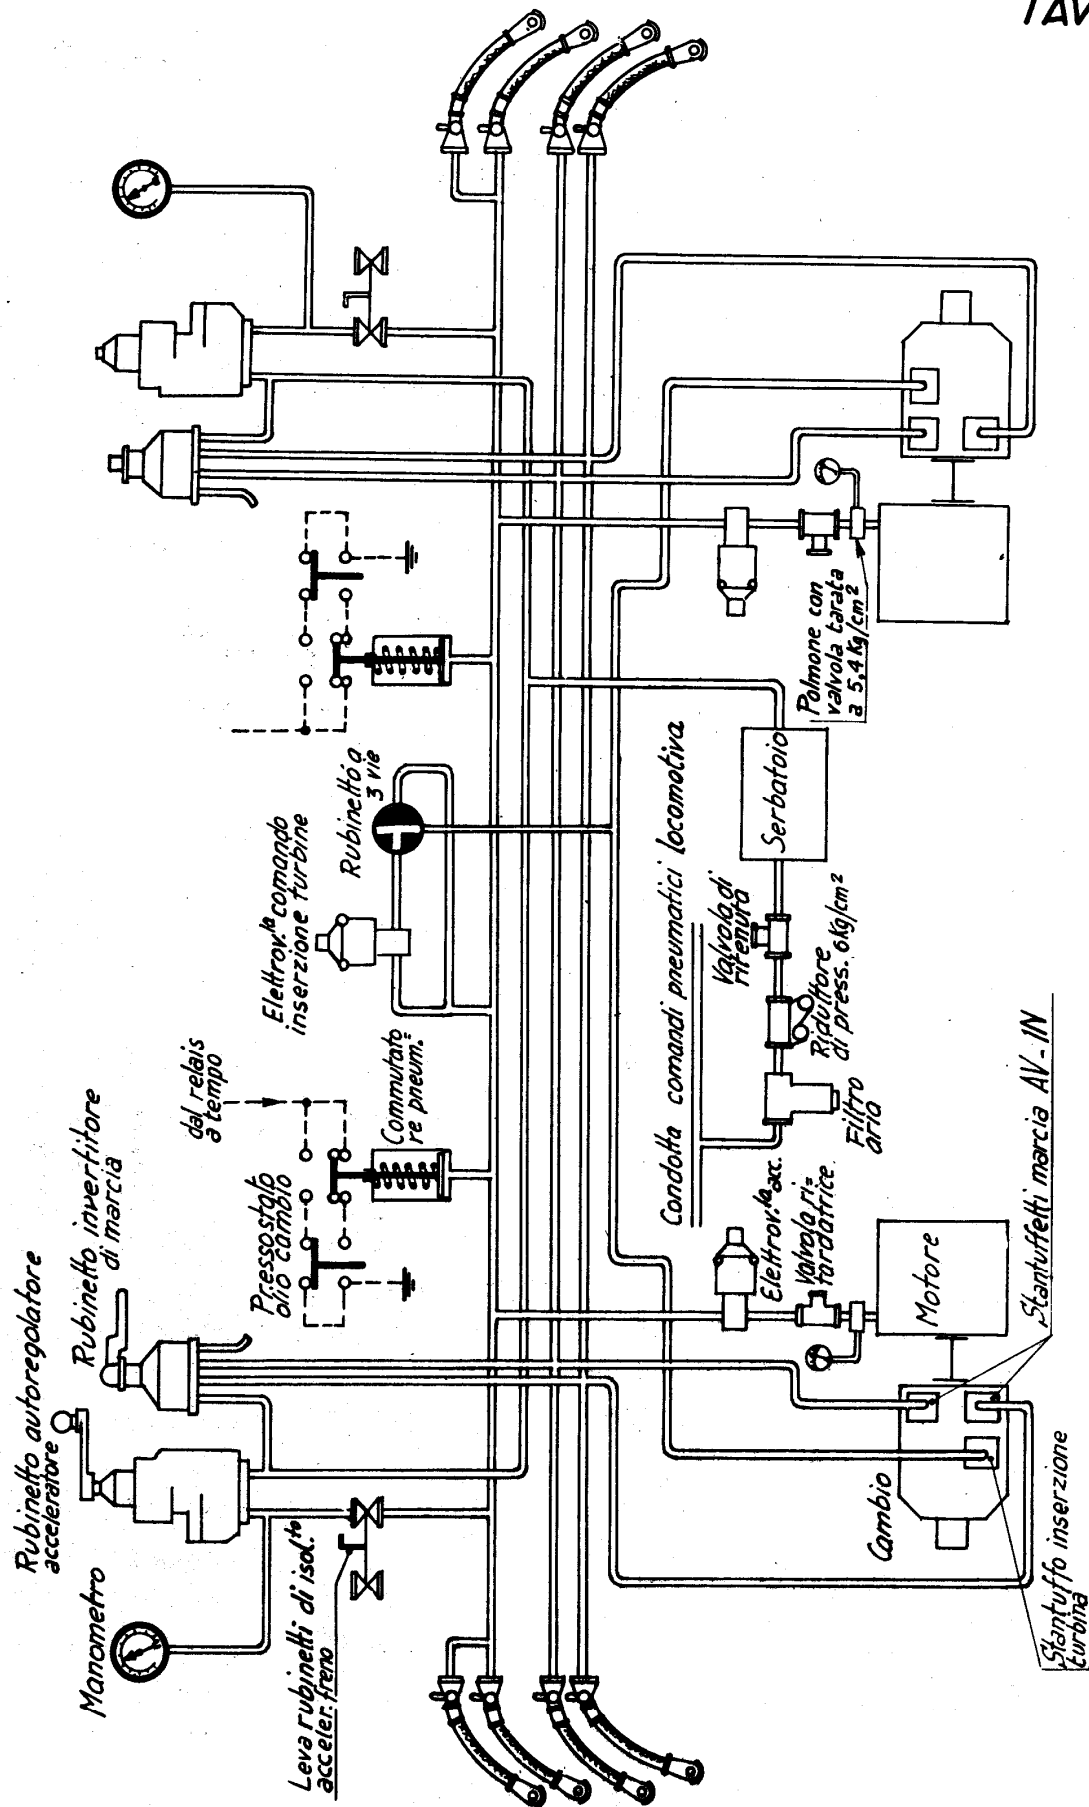 TAV
Rubinetto autoregolatore
acceleratore
Rubinetto invertitore
di marcia
Manometro
dal relais
a tempo
Pressostato
olio cambio
Commutato
re pneum.=
Elettrov.la comando
inserzione turbine
Rubinetto a
3 vie
Leva rubinetti di isol.to
acceler. freno
Condotta comandi pneumatici locomotiva
Elettrov.la acc.
Valvola ri=
tardatrice
Filtro
aria
Riduttore
di press. 6Kg/cm²
Valvola di
ritenuta
Serbatoio
Polmone con
valvola tarata
a 5,4 Kg/cm²
Motore
Cambio
Stantuffetti marcia AV-IN
Stantuffo inserzione
turbina